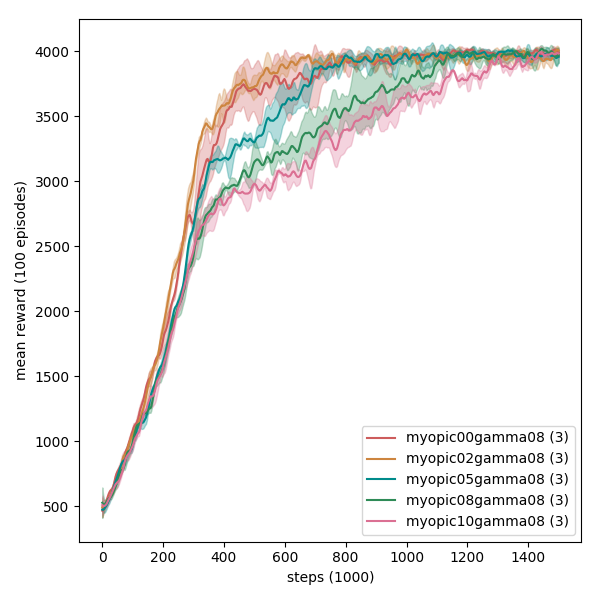 4000
3500
3000
2500
2000
1500
1000
500
mean reward (100 episodes)
myopic00gamma08 (3)
myopic02gamma08 (3)
myopic05gamma08 (3)
myopic08gamma08 (3)
myopic10gamma08 (3)
0 200 400 600 800 1000 1200 1400
steps (1000)